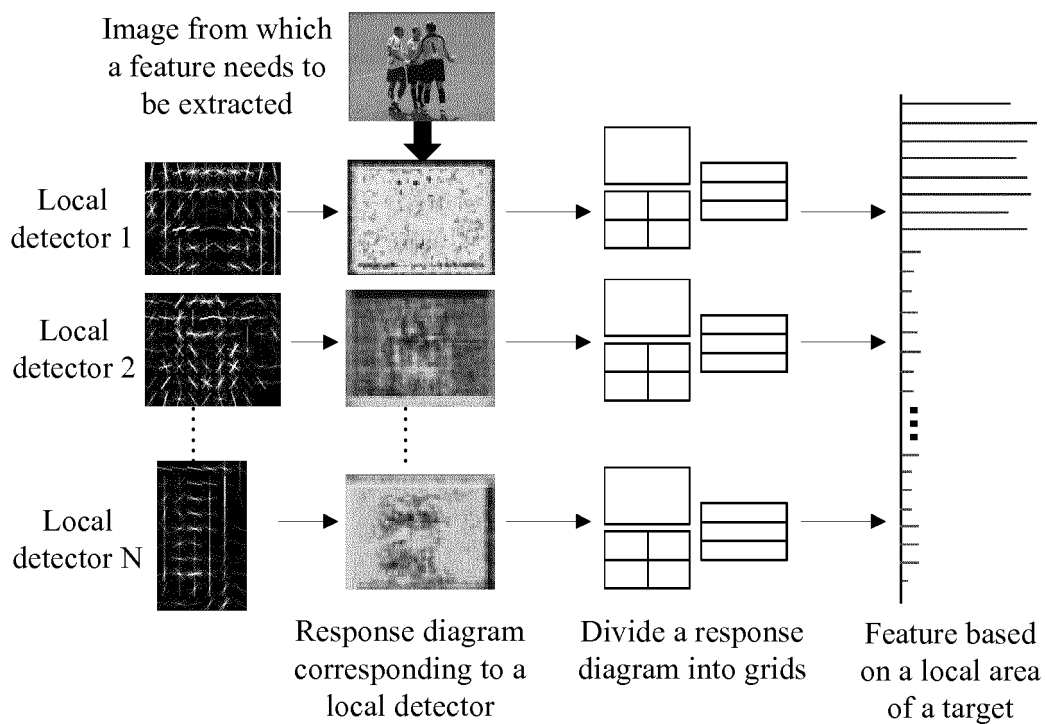 Image from which
a feature needs to
be extracted
Local
detector 1
Local
detector 2
Local
detector N
Response diagram
corresponding to a
local detector
Divide a response
diagram into grids
Feature based
on a local area
of a target